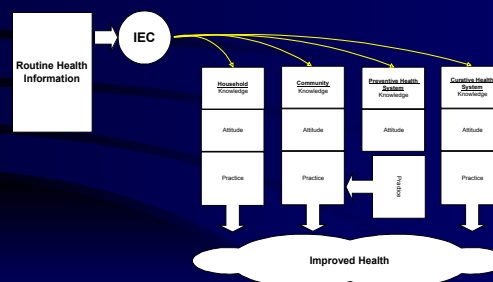 Routine Health
Information
IEC
Household
Knowledge
Attitude
Practice
Community
Knowledge
Attitude
Practice
Preventive Health
System
Knowledge
Attitude
Practice
Curative Health
System
Knowledge
Attitude
Practice
Improved Health